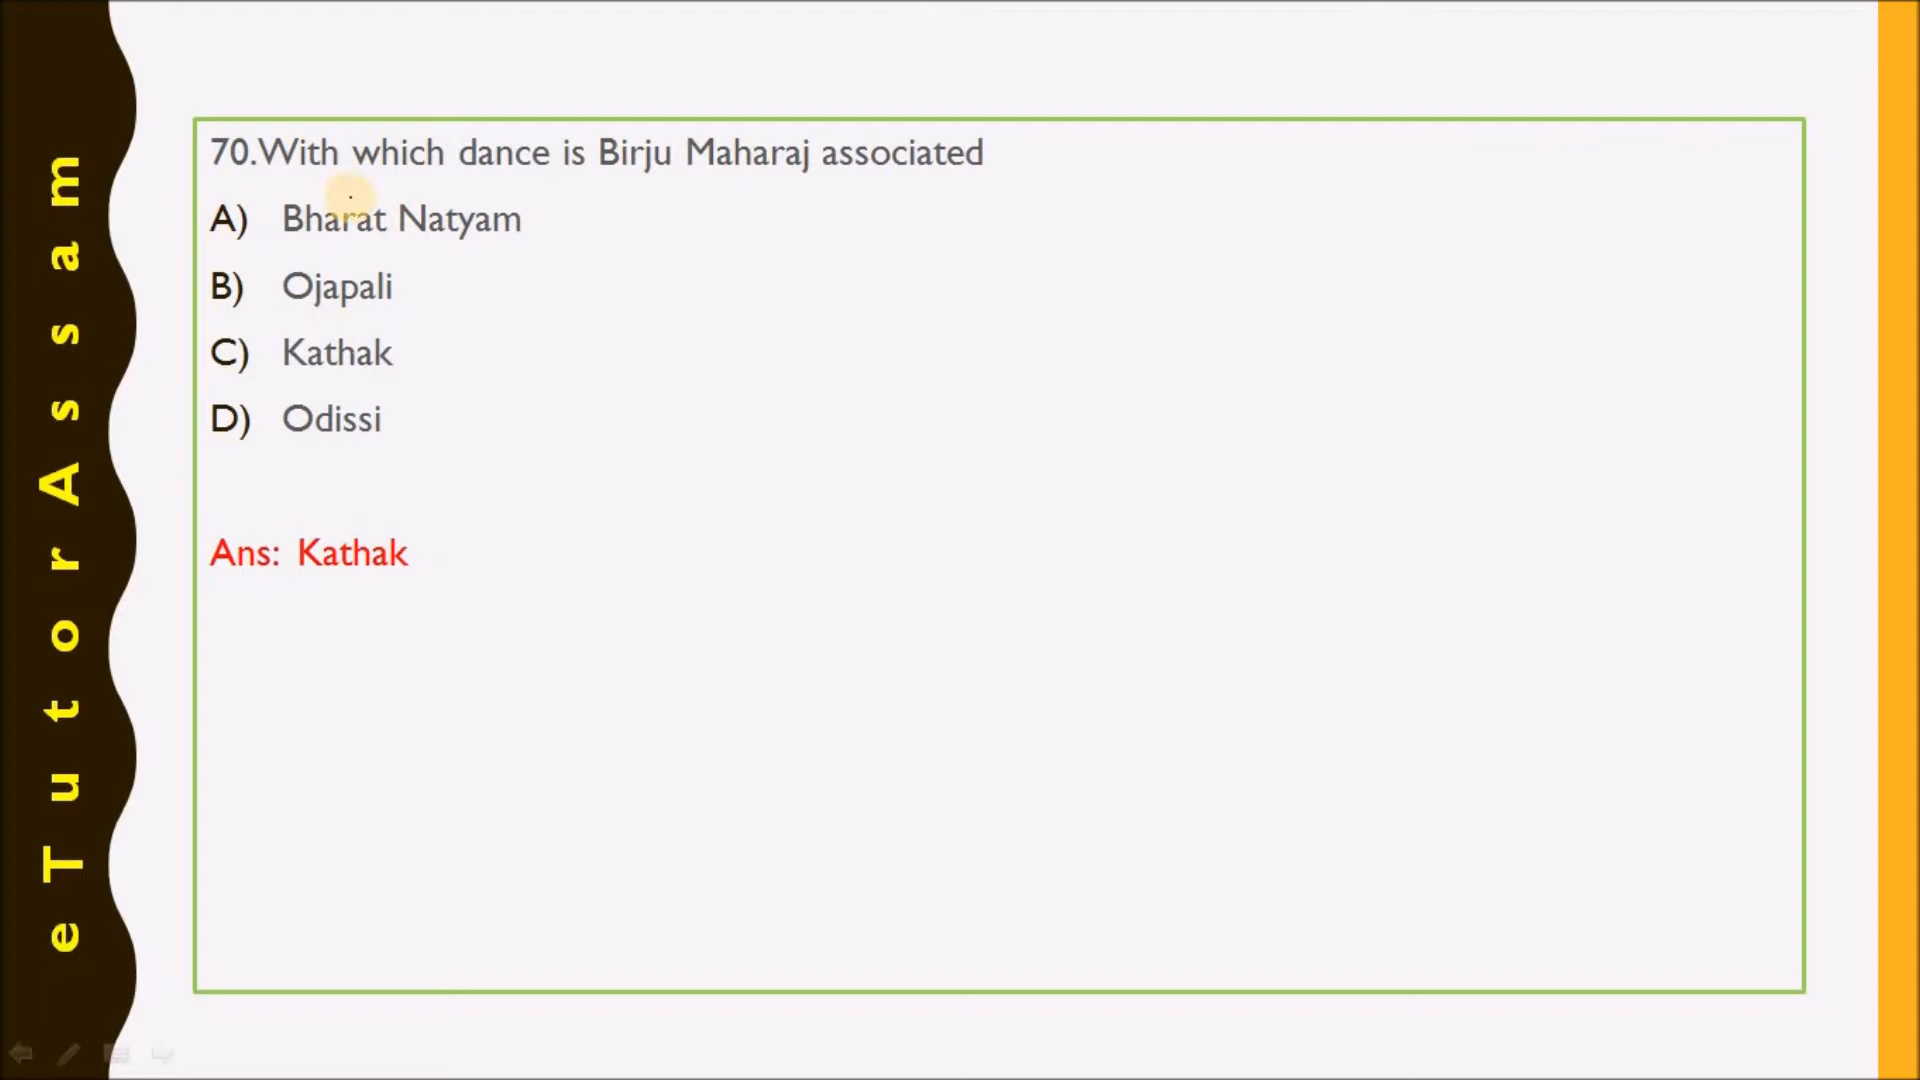 eTutorAssam
70.With which dance is Birju Maharaj associated
A) Bharat Natyam
B) Ojapali
C) Kathak
D) Odissi
Ans: Kathak